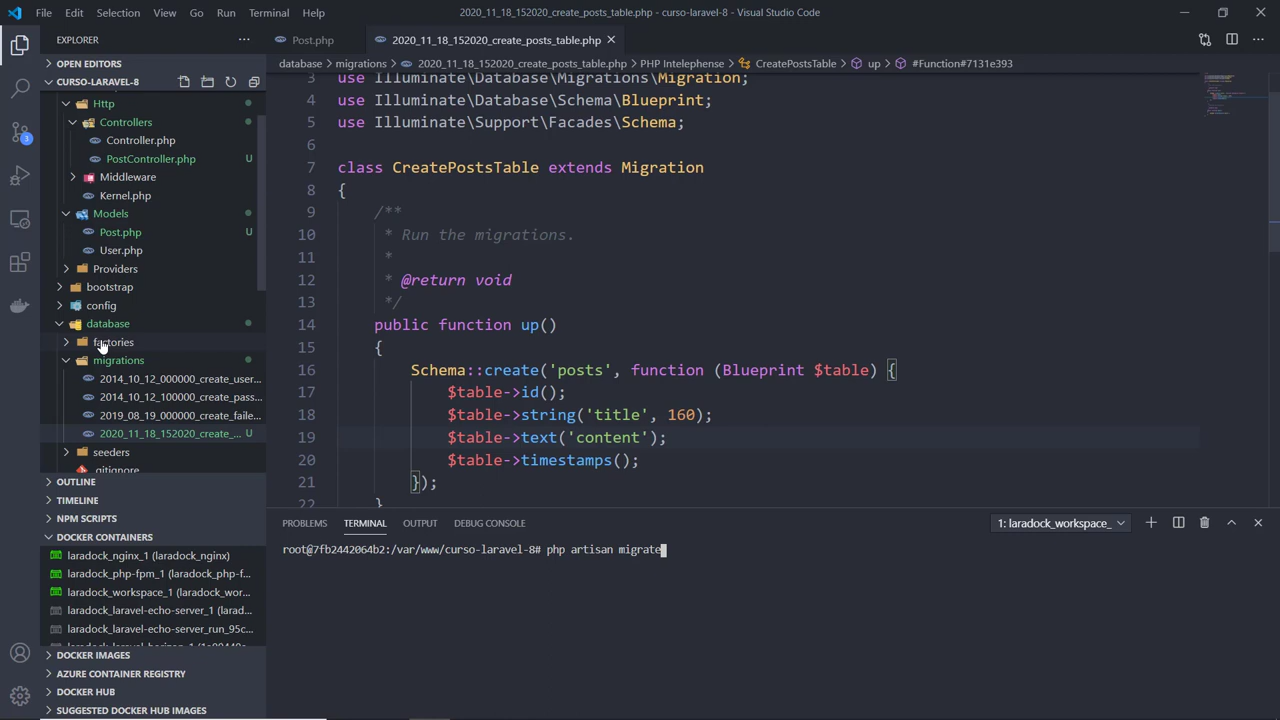 File Edit Selection View Go Run Terminal Help
2020_11_18_152020_create_posts_table.php - curso-laravel-8 - Visual Studio Code
EXPLORER
Post.php
2020_11_18_152020_create_posts_table.php
OPEN EDITORS
database > migrations > 2020_11_18_152020_create_posts_table.php > PHP Intelephense > CreatePostsTable > up > #Function#7131e393
CURSO-LARAVEL-8
Http
Controllers
Controller.php
PostController.php U
Middleware
Kernel.php
Models
Post.php U
User.php
Providers
bootstrap
config
database
factories
migrations
2014_10_12_000000_create_user...
2014_10_12_100000_create_pass...
2019_08_19_000000_create_faile...
2020_11_18_152020_create_... U
seeders
.gitignore
OUTLINE
TIMELINE
NPM SCRIPTS
DOCKER CONTAINERS
laradock_nginx_1 (laradock_nginx)
laradock_php-fpm_1 (laradock_php-f...
laradock_workspace_1 (laradock_wor...
laradock_laravel-echo-server_1 (larad...
laradock_laravel-echo-server_run_95c...
DOCKER IMAGES
AZURE CONTAINER REGISTRY
DOCKER HUB
SUGGESTED DOCKER HUB IMAGES
3
3 use Illuminate\Database\Migrations\Migration;
4 use Illuminate\Database\Schema\Blueprint;
5 use Illuminate\Support\Facades\Schema;
6
7 class CreatePostsTable extends Migration
8 {
9 /**
10 * Run the migrations.
11 *
12 * @return void
13 */
14 public function up()
15 {
16 Schema::create('posts', function (Blueprint $table) {
17 $table->id();
18 $table->string('title', 160);
19 $table->text('content');
20 $table->timestamps();
21 });
22 }
PROBLEMS TERMINAL OUTPUT DEBUG CONSOLE
1: laradock_workspace_
root@7fb2442064b2:/var/www/curso-laravel-8# php artisan migrate